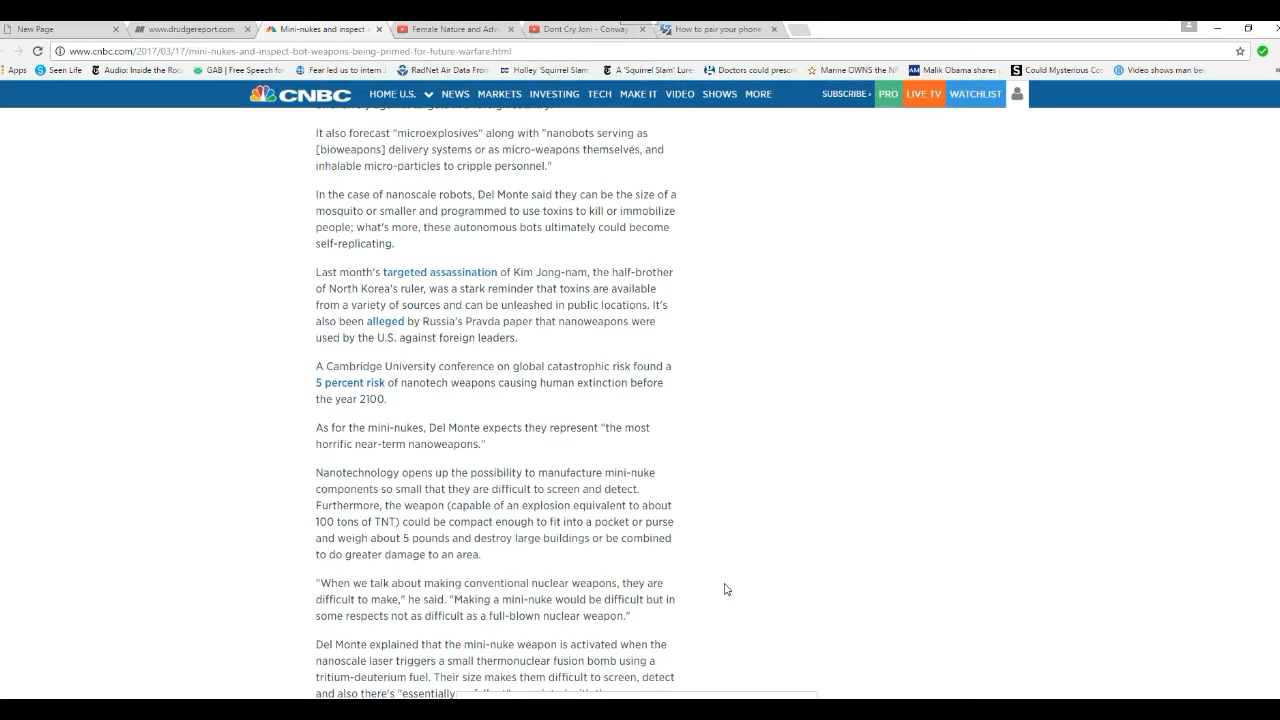 New Page
www.drudgereport.com
Mini-nukes and inspect
Female Nature and Adv
Dont Cry Joni - Conway
How to pair your phone
www.cnbc.com/2017/03/17/mini-nukes-and-inspect-bot-weapons-being-primed-for-future-warfare.html
Apps
Seen Life
Audio: Inside the Roo
GAB | Free Speech fo
Fear led us to intern J
RadNet Air Data From
Holley 'Squirrel Slam
A 'Squirrel Slam' Lure
Doctors could prescr
Marine OWNS the NF
Malik Obama shares
Could Mysterious Co
Video shows man bei
CNBC
HOME U.S.
NEWS
MARKETS
INVESTING
TECH
MAKE IT
VIDEO
SHOWS
MORE
SUBSCRIBE
PRO
LIVE TV
WATCHLIST
It also forecast "microexplosives" along with "nanobots serving as
[bioweapons] delivery systems or as micro-weapons themselves, and
inhalable micro-particles to cripple personnel."
In the case of nanoscale robots, Del Monte said they can be the size of a
mosquito or smaller and programmed to use toxins to kill or immobilize
people; what's more, these autonomous bots ultimately could become
self-replicating.
Last month's targeted assassination of Kim Jong-nam, the half-brother
of North Korea's ruler, was a stark reminder that toxins are available
from a variety of sources and can be unleashed in public locations. It's
also been alleged by Russia's Pravda paper that nanoweapons were
used by the U.S. against foreign leaders.
A Cambridge University conference on global catastrophic risk found a
5 percent risk of nanotech weapons causing human extinction before
the year 2100.
As for the mini-nukes, Del Monte expects they represent "the most
horrific near-term nanoweapons."
Nanotechnology opens up the possibility to manufacture mini-nuke
components so small that they are difficult to screen and detect.
Furthermore, the weapon (capable of an explosion equivalent to about
100 tons of TNT) could be compact enough to fit into a pocket or purse
and weigh about 5 pounds and destroy large buildings or be combined
to do greater damage to an area.
"When we talk about making conventional nuclear weapons, they are
difficult to make," he said. "Making a mini-nuke would be difficult but in
some respects not as difficult as a full-blown nuclear weapon."
Del Monte explained that the mini-nuke weapon is activated when the
nanoscale laser triggers a small thermonuclear fusion bomb using a
tritium-deuterium fuel. Their size makes them difficult to screen, detect
and also there's "essentially